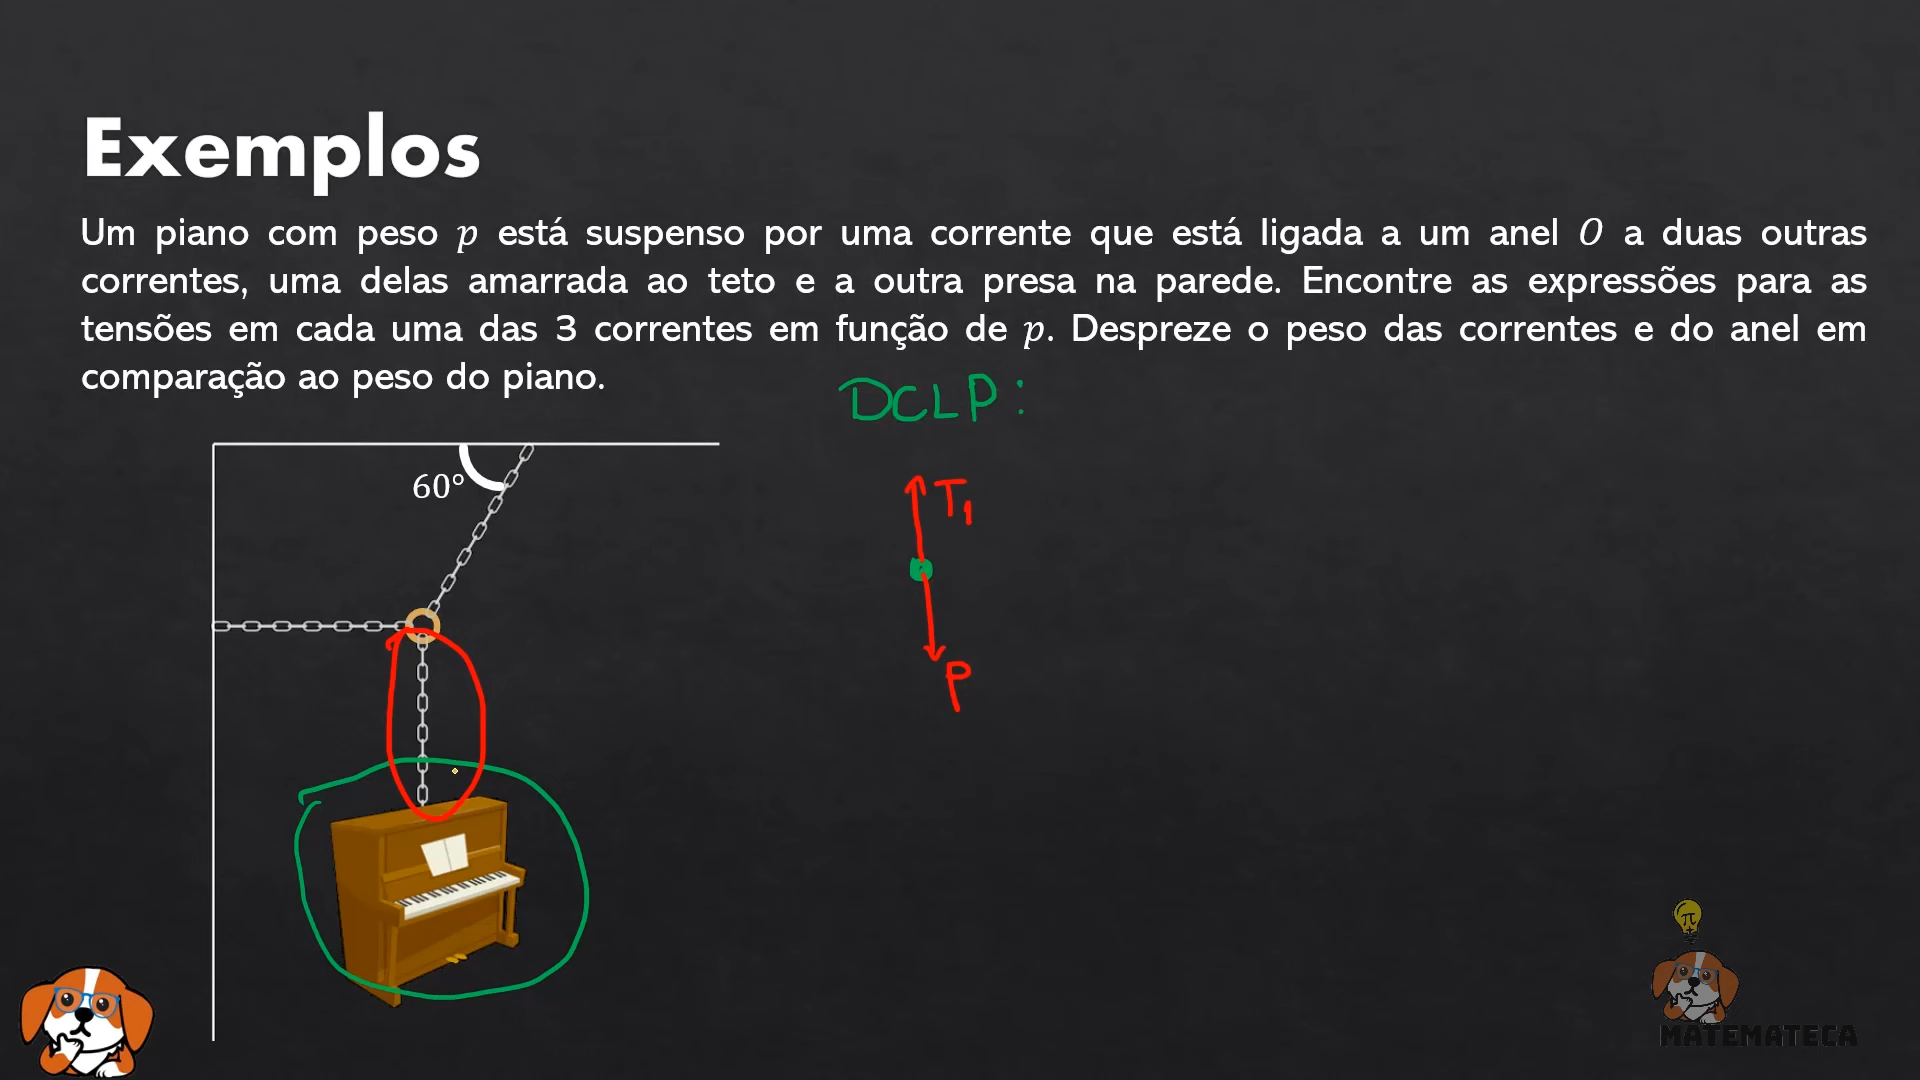 Exemplos
Um piano com peso p está suspenso por uma corrente que está ligada a um anel O a duas outras
correntes, uma delas amarrada ao teto e a outra presa na parede. Encontre as expressões para as
tensões em cada uma das 3 correntes em função de p. Despreze o peso das correntes e do anel em
comparação ao peso do piano.
DCLP:
60°
T₁
P
π
MATEMATECA